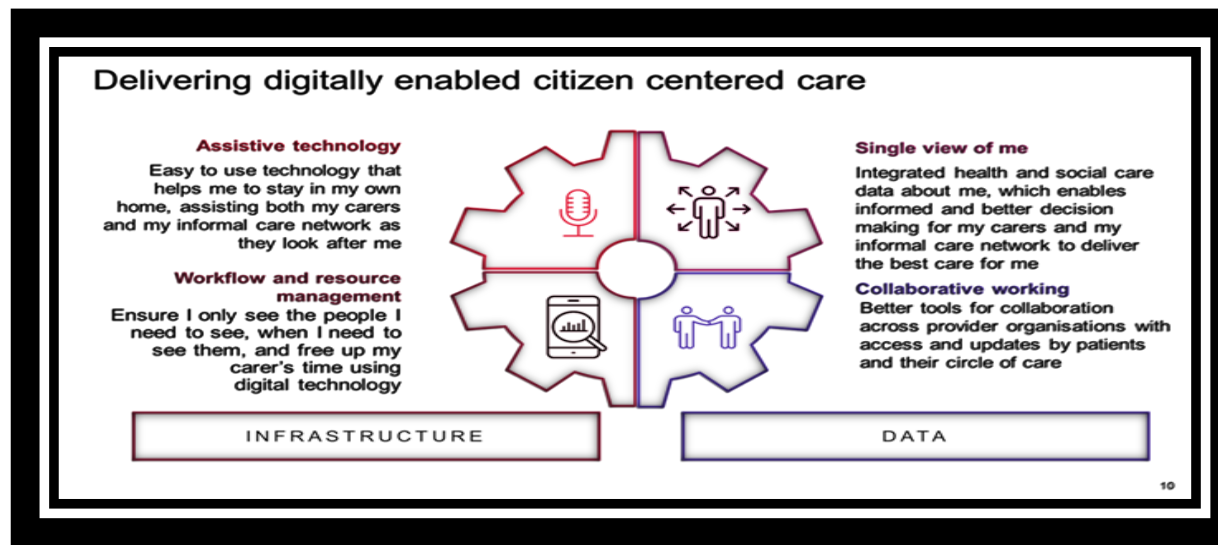 Delivering digitally enabled citizen centered care
Assistive technology
Easy to use technology that
helps me to stay in my own
home, assisting both my carers
and my informal care network as
they look after me
Workflow and resource
management
Ensure I only see the people I
need to see, when I need to
see them, and free up my
carer's time using
digital technology
Single view of me
Integrated health and social care
data about me, which enables
informed and better decision
making for my carers and my
informal care network to deliver
the best care for me
Collaborative working
Better tools for collaboration
across provider organisations with
access and updates by patients
and their circle of care
INFRASTRUCTURE
DATA
10